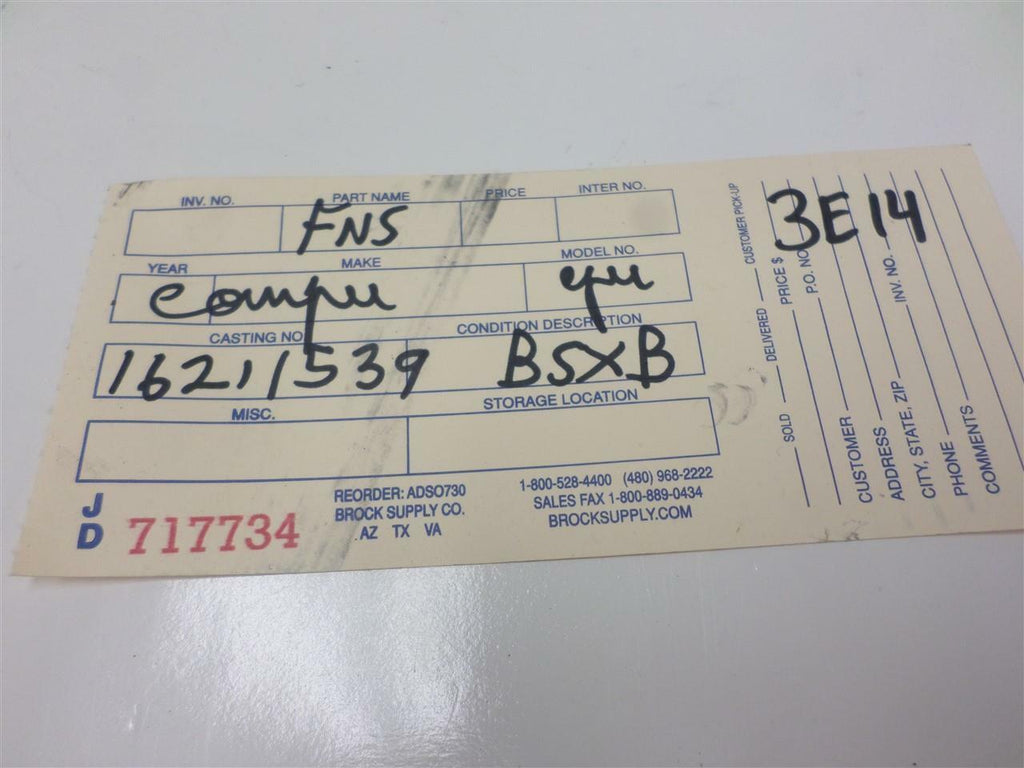 INV. NO. PART NAME PRICE INTER NO.
FNS
YEAR MAKE MODEL NO.
compu
CASTING NO. CONDITION DESCRIPTION
16211539 BSXB
MISC. STORAGE LOCATION
JD 717734
REORDER: ADSO730
BROCK SUPPLY CO.
AZ TX VA
1-800-528-4400 (480) 968-2222
SALES FAX 1-800-889-0434
BROCKSUPPLY.COM
3E14
SOLD DELIVERED CUSTOMER PICK-UP
PRICE $
P.O. NO.
CUSTOMER
ADDRESS INV. NO.
CITY, STATE, ZIP
PHONE
COMMENTS